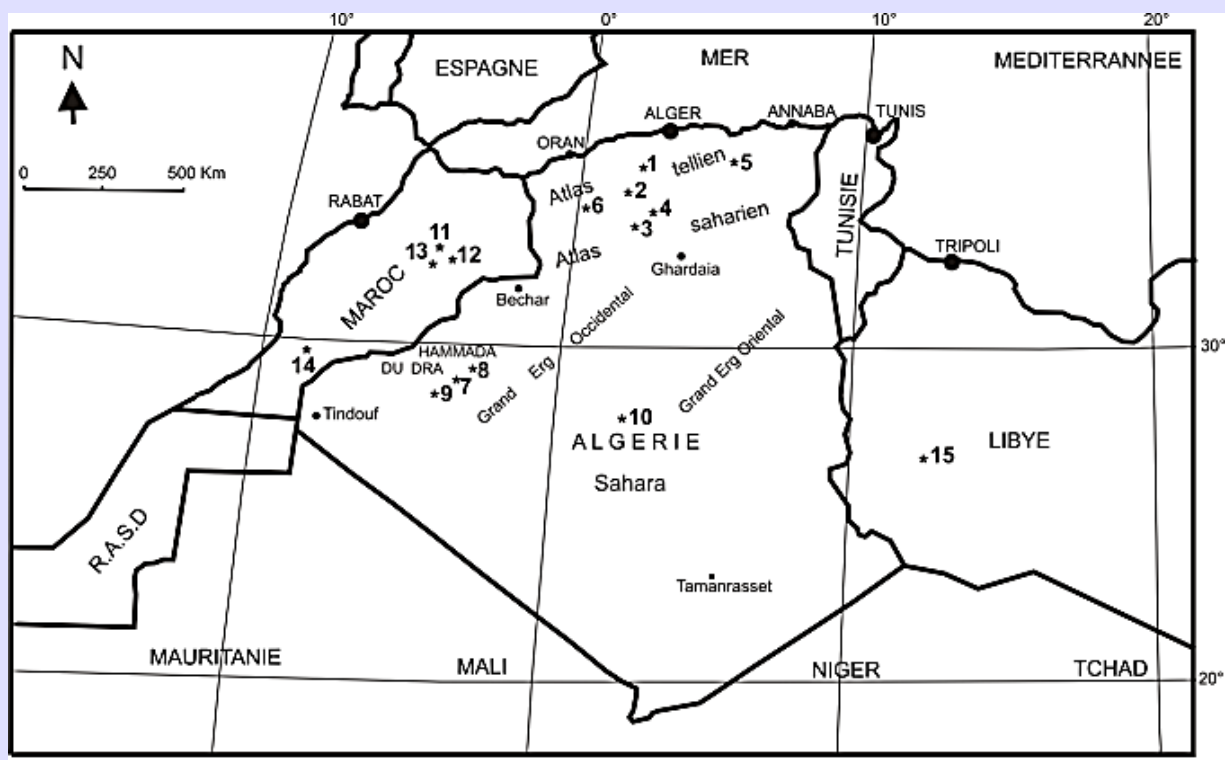 10°
0°
10°
20°
N
ESPAGNE
MER
MEDITERRANNEE
ALGER
ANNABA
TUNIS
ORAN
0
250
500 Km
*1
tellien
*5
Atlas
*2
RABAT
*6
*4
saharien
*3
TUNISIE
11
*
13
*
*12
Atlas
Ghardaia
TRIPOLI
MAROC
Bechar
Grand Erg Occidental
Grand Erg Oriental
30°
*
14
HAMMADA
DU DRA
*8
*7
*9
Tindouf
*10
ALGERIE
LIBYE
*15
Sahara
R.A.S.D
Tamanrasset
MAURITANIE
MALI
NIGER
TCHAD
20°